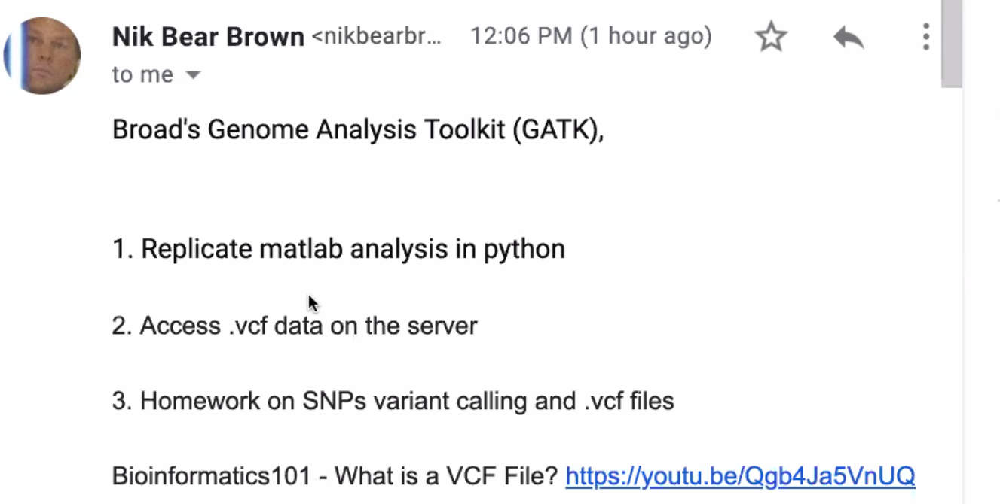 Nik Bear Brown <nikbearbr... 12:06 PM (1 hour ago)
to me
Broad's Genome Analysis Toolkit (GATK),
1. Replicate matlab analysis in python
2. Access .vcf data on the server
3. Homework on SNPs variant calling and .vcf files
Bioinformatics101 - What is a VCF File? https://youtu.be/Qgb4Ja5VnUQ